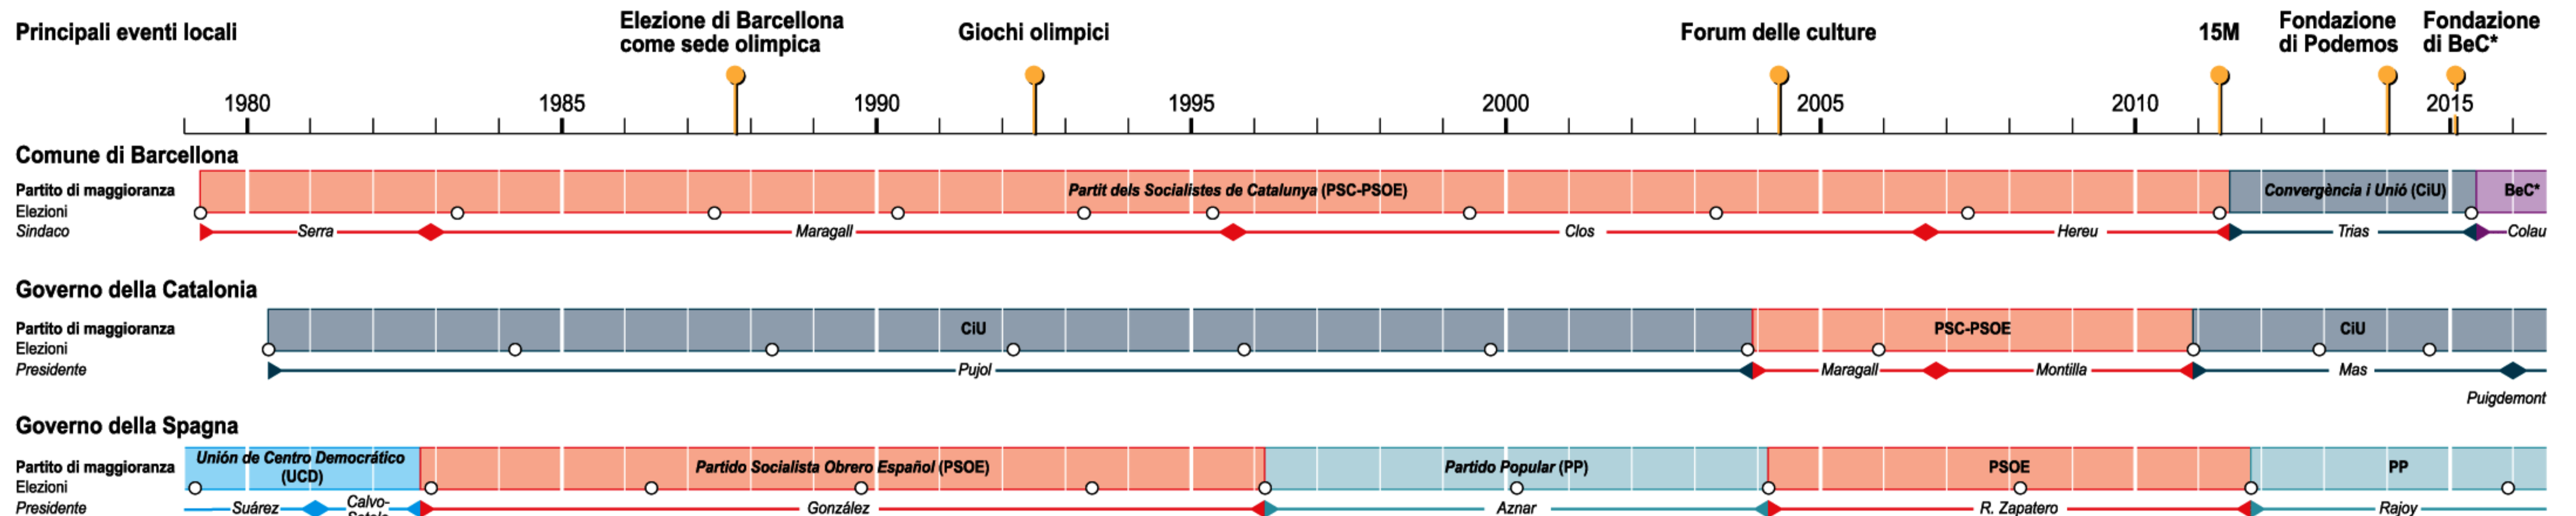 Principali eventi locali
Elezione di Barcellona
come sede olimpica
Giochi olimpici
Forum delle culture
15M
Fondazione
di Podemos
Fondazione
di BeC*
1980 1985 1990 1995 2000 2005 2010 2015
Comune di Barcellona
Partito di maggioranza
Partit dels Socialistes de Catalunya (PSC-PSOE)
Convergència i Unió (CiU)
BeC*
Elezioni
Sindaco
Serra Maragall Clos Hereu Trias Colau
Governo della Catalonia
Partito di maggioranza
CiU PSC-PSOE CiU
Elezioni
Presidente
Pujol Maragall Montilla Mas
Puigdemont
Governo della Spagna
Partito di maggioranza
Unión de Centro Democrático
(UCD)
Partido Socialista Obrero Español (PSOE)
Partido Popular (PP)
PSOE
PP
Elezioni
Presidente
Suárez
Calvo-
González Aznar R. Zapatero Rajoy